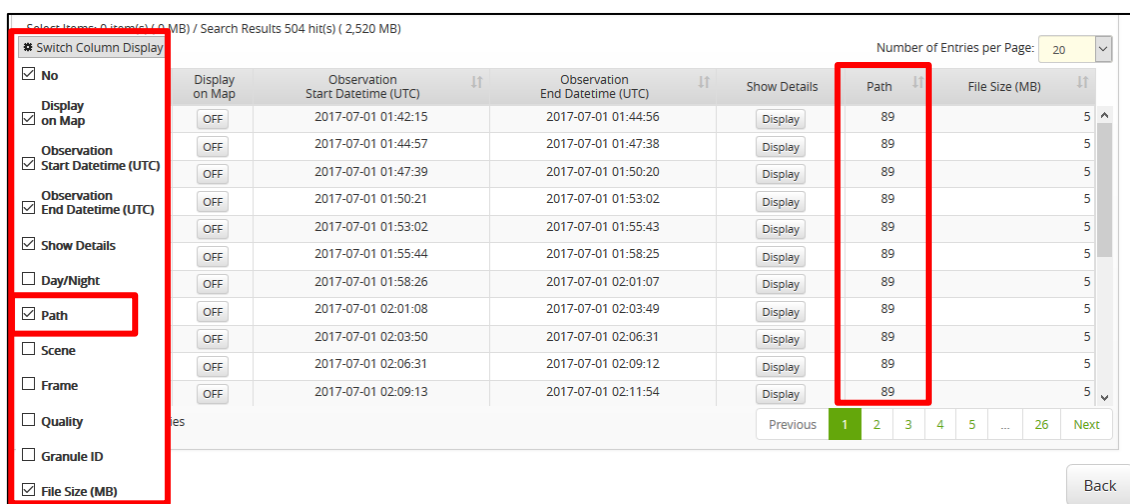 Select Items: 0 item(s) ( 0 MB) / Search Results 504 hit(s) ( 2,520 MB)
Switch Column Display
Number of Entries per Page: 20
No
Display
on Map
Observation
Start Datetime (UTC)
Observation
End Datetime (UTC)
Show Details
Day/Night
Path
Scene
Frame
Quality
Granule ID
File Size (MB)
Display
on Map
Observation
Start Datetime (UTC)
Observation
End Datetime (UTC)
Show Details
Path
File Size (MB)
OFF 2017-07-01 01:42:15 2017-07-01 01:44:56 Display 89 5
OFF 2017-07-01 01:44:57 2017-07-01 01:47:38 Display 89 5
OFF 2017-07-01 01:47:39 2017-07-01 01:50:20 Display 89 5
OFF 2017-07-01 01:50:21 2017-07-01 01:53:02 Display 89 5
OFF 2017-07-01 01:53:02 2017-07-01 01:55:43 Display 89 5
OFF 2017-07-01 01:55:44 2017-07-01 01:58:25 Display 89 5
OFF 2017-07-01 01:58:26 2017-07-01 02:01:07 Display 89 5
OFF 2017-07-01 02:01:08 2017-07-01 02:03:49 Display 89 5
OFF 2017-07-01 02:03:50 2017-07-01 02:06:31 Display 89 5
OFF 2017-07-01 02:06:31 2017-07-01 02:09:12 Display 89 5
OFF 2017-07-01 02:09:13 2017-07-01 02:11:54 Display 89 5
ies
Previous 1 2 3 4 5 ... 26 Next
Back